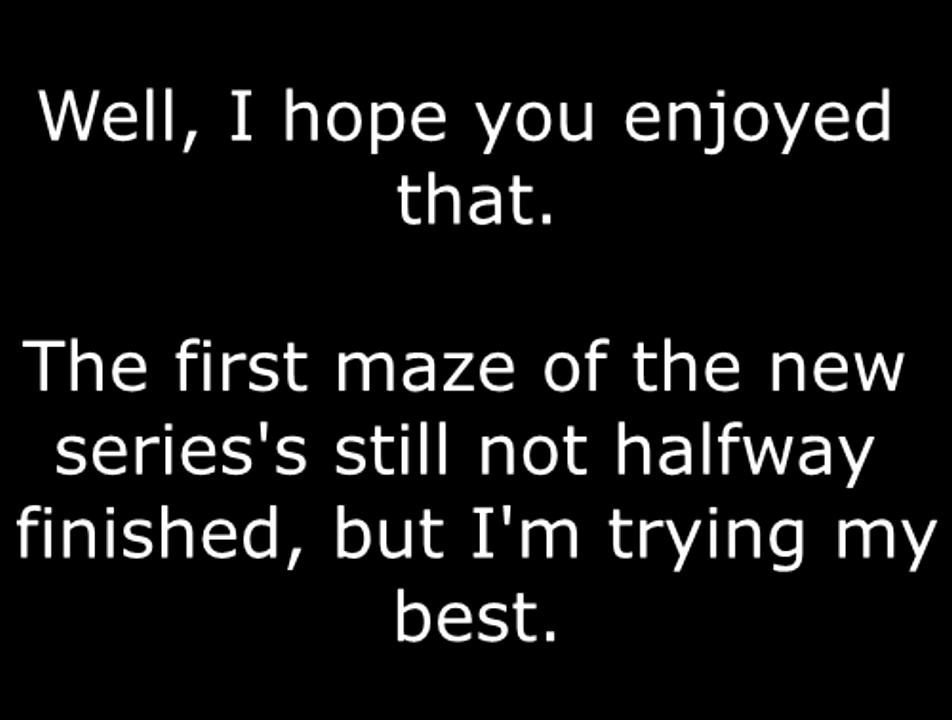 Well, I hope you enjoyed
that.
The first maze of the new
series's still not halfway
finished, but I'm trying my
best.